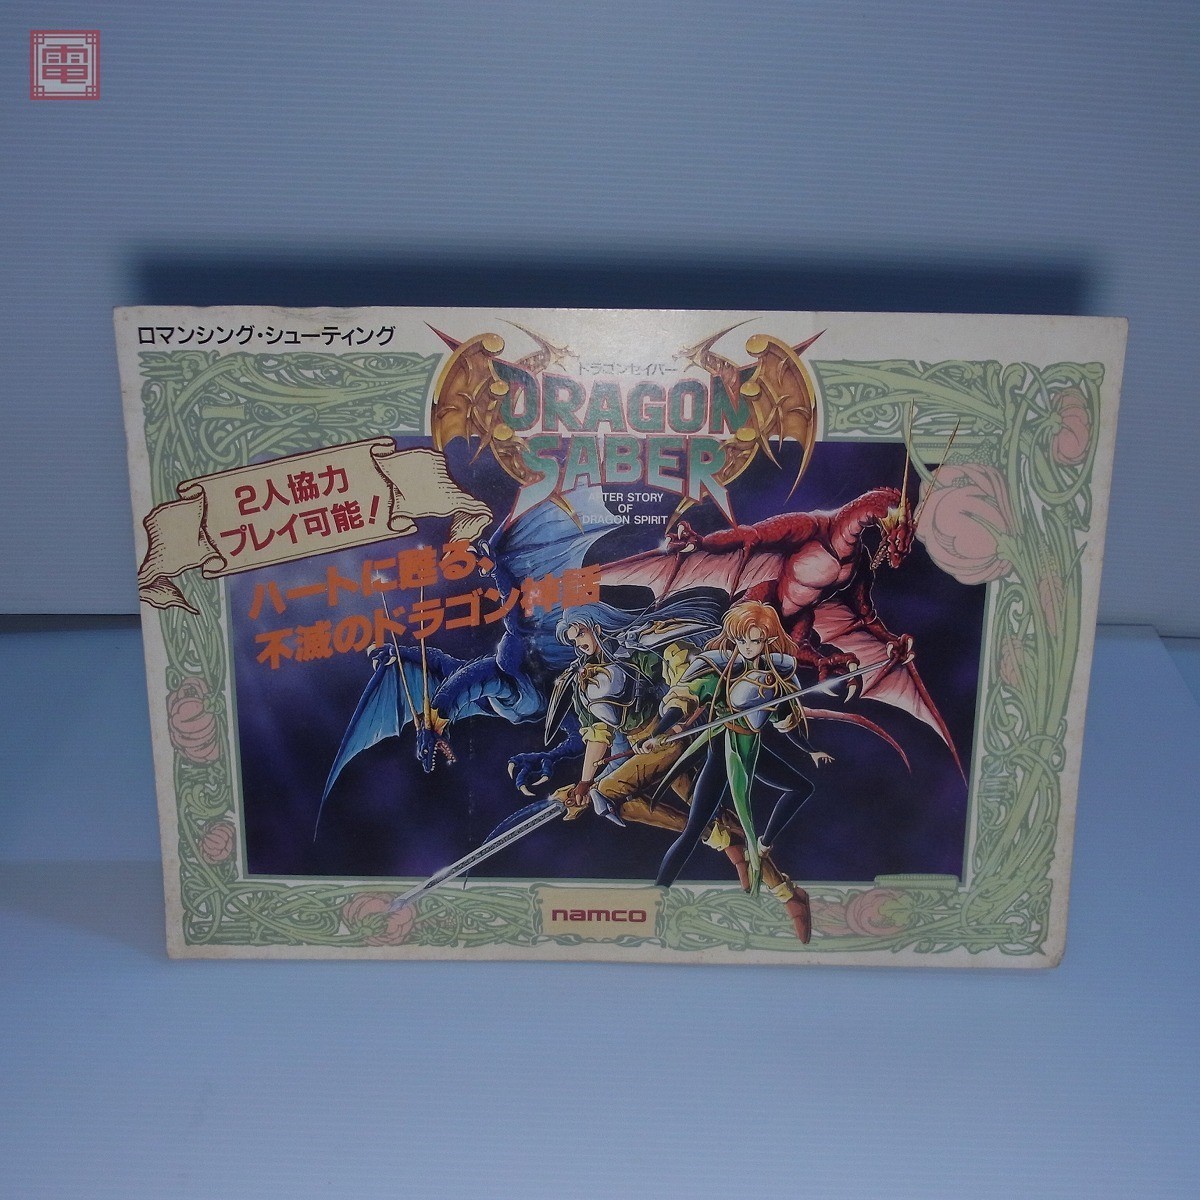 電
ロマンシング・シューティング
ドラゴンセイバー
DRAGON
SABER
AFTER STORY
OF
DRAGON SPIRIT
2人協力
プレイ可能!
ハートに甦る、
不滅のドラゴン神話
namco